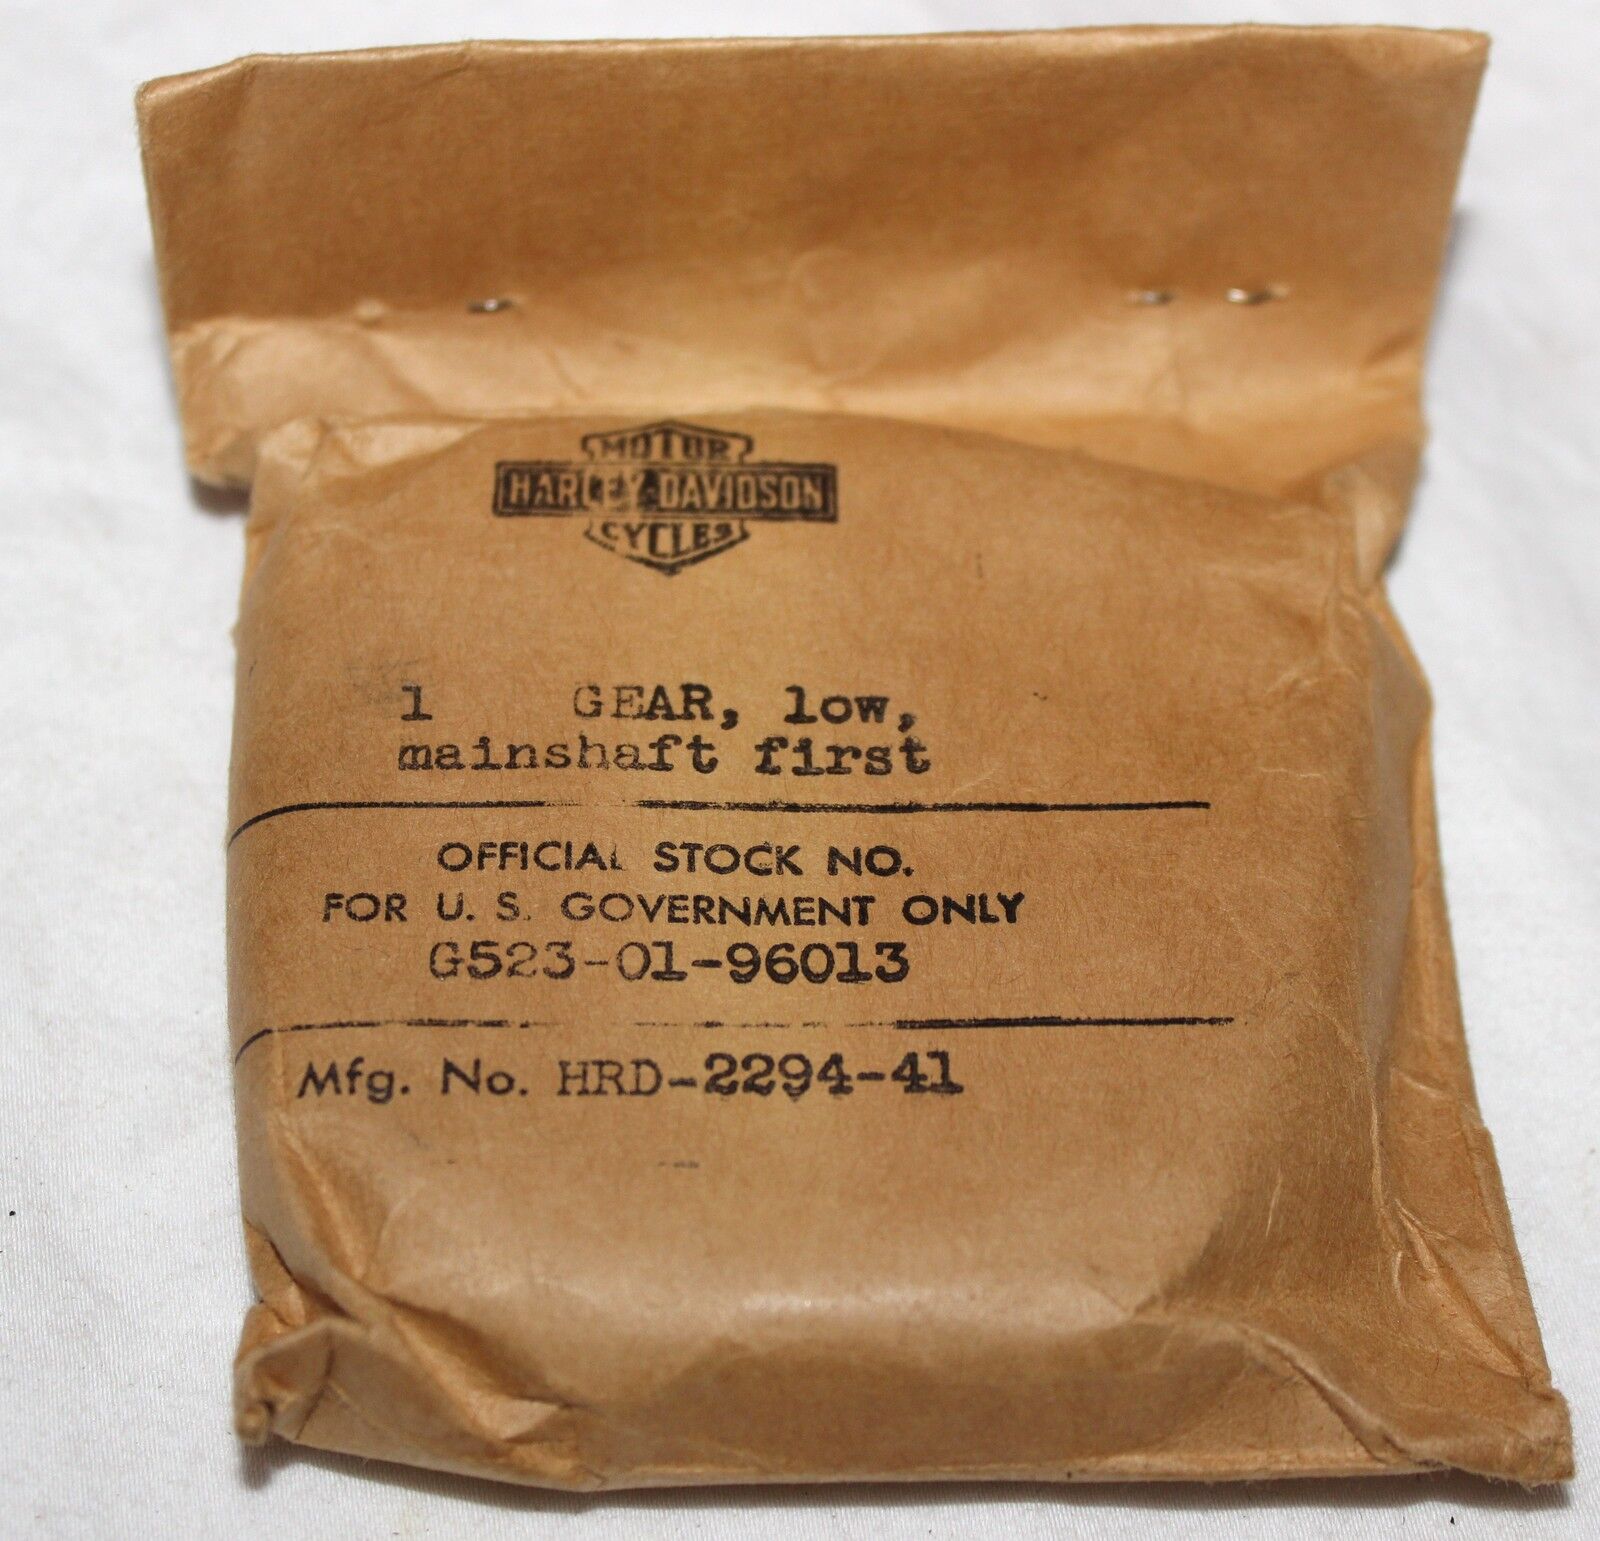 MOTOR
HARLEY-DAVIDSON
CYCLES
1 GEAR, low,
mainshaft first
OFFICIAL STOCK NO.
FOR U. S. GOVERNMENT ONLY
G523-01-96013
Mfg. No. HRD-2294-41